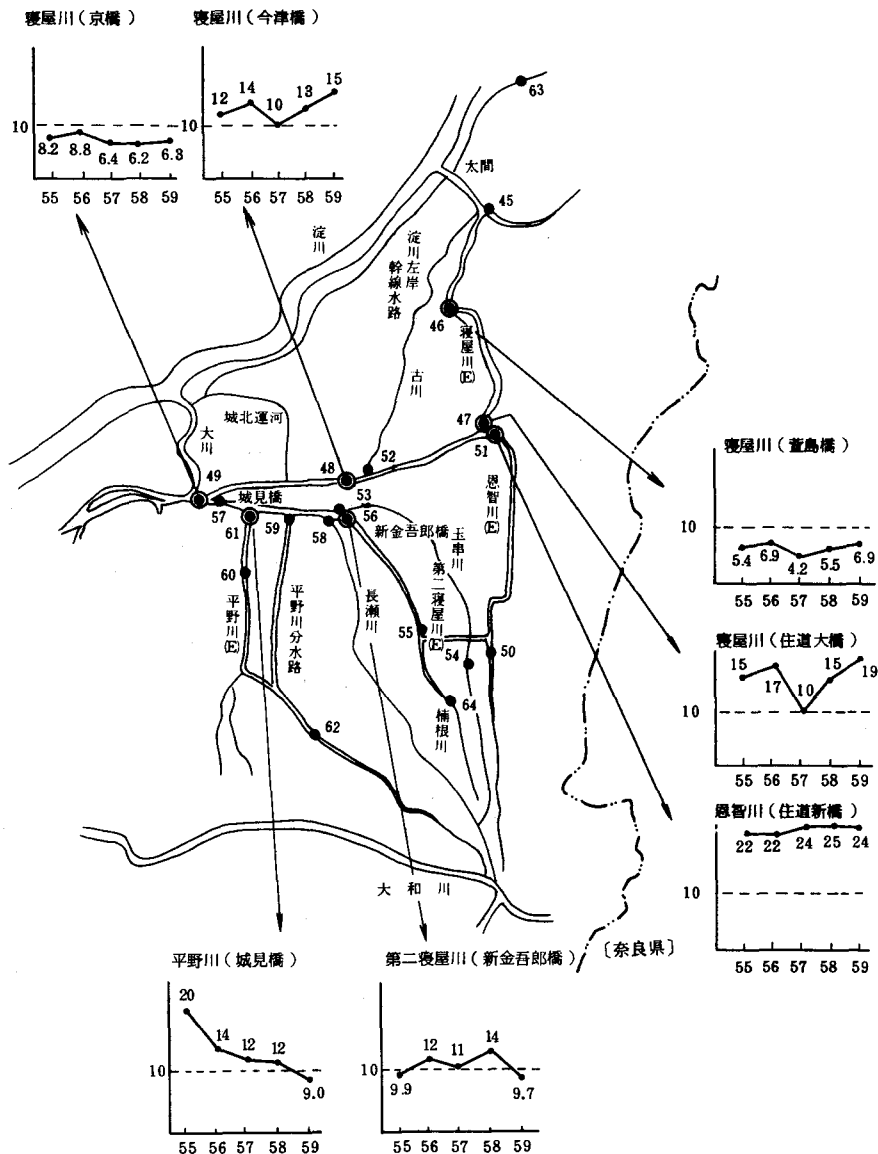 寝屋川（京橋）
10
8.2 8.8 6.4 6.2 6.3
55 56 57 58 59
寝屋川（今津橋）
12 14 10 13 15
10
55 56 57 58 59
63
太間
45
淀川
淀川左岸
幹線水路
46
寝屋川(E)
古川
城北運河
大川
47
51
52
48
49
53
城見橋
57
61
59
58
56
新金吾郎橋
玉串川
恩智川(E)
60
平野川(E)
平野川分水路
長瀬川
第二寝屋川(E)
55
54
50
64
楠根川
62
大和川
〔奈良県〕
寝屋川（萱島橋）
10
5.4 6.9 4.2 5.5 6.9
55 56 57 58 59
寝屋川（住道大橋）
15 17 10 15 19
10
55 56 57 58 59
恩智川（住道新橋）
22 22 24 25 24
10
55 56 57 58 59
平野川（城見橋）
20 14 12 12 9.0
10
55 56 57 58 59
第二寝屋川（新金吾郎橋）
9.9 12 11 14 9.7
10
55 56 57 58 59